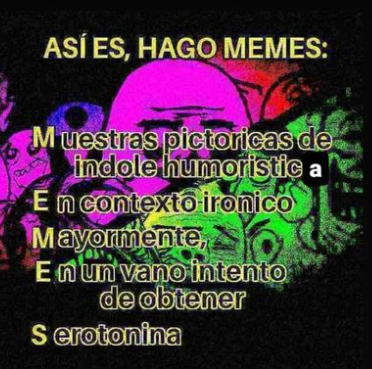 ASÍ ES, HAGO MEMES:
Muestras pictoricas de
indole humoristica
En contexto ironico
Mayormente,
En un vano intento
de obtener
Serotonina